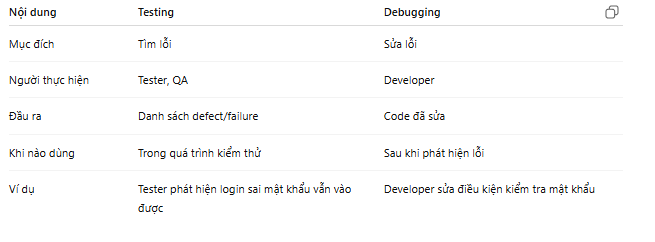 Nội dung Testing Debugging
Mục đích Tìm lỗi Sửa lỗi
Người thực hiện Tester, QA Developer
Đầu ra Danh sách defect/failure Code đã sửa
Khi nào dùng Trong quá trình kiểm thử Sau khi phát hiện lỗi
Ví dụ Tester phát hiện login sai mật khẩu vẫn vào Developer sửa điều kiện kiểm tra mật khẩu
được